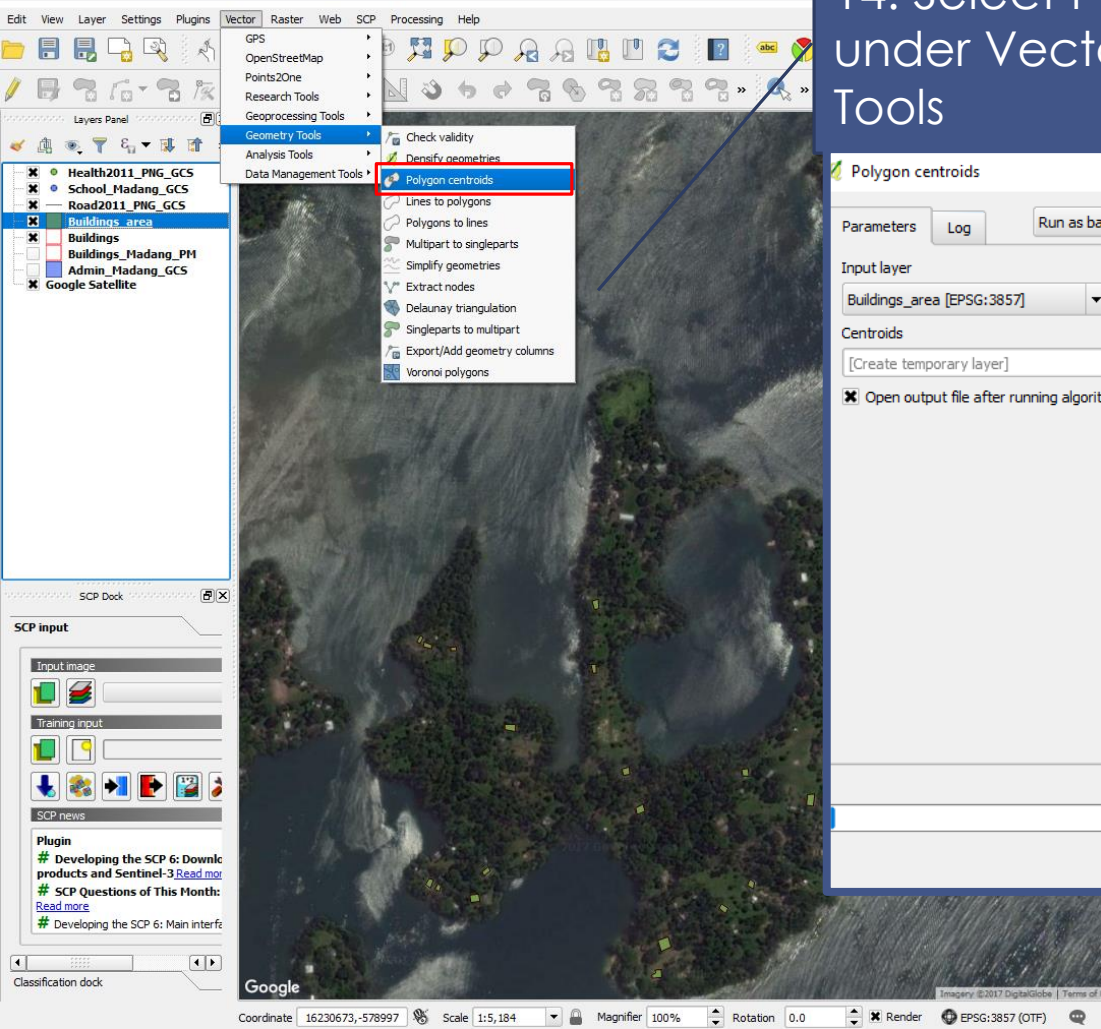 Edit View Layer Settings Plugins Vector Raster Web SCP Processing Help
14. Select P
under Vecto
Tools
GPS
OpenStreetMap
Points2One
Research Tools
Geoprocessing Tools
Geometry Tools
Analysis Tools
Data Management Tools
Check validity
Densify geometries
Polygon centroids
Lines to polygons
Polygons to lines
Multipart to singleparts
Simplify geometries
Extract nodes
Delaunay triangulation
Singleparts to multipart
Export/Add geometry columns
Voronoi polygons
abc
Layers Panel
Health2011_PNG_GCS
School_Madang_GCS
Road2011_PNG_GCS
Buildings_area
Buildings
Buildings_Madang_PM
Admin_Madang_GCS
Google Satellite
Polygon centroids
Parameters Log Run as ba
Input layer
Buildings_area [EPSG:3857]
Centroids
[Create temporary layer]
Open output file after running algorit
SCP Dock
SCP input
Input image
Training input
SCP news
Plugin
# Developing the SCP 6: Downlo
products and Sentinel-3 Read mor
# SCP Questions of This Month:
Read more
# Developing the SCP 6: Main interfa
Classification dock
Google
Imagery ©2017 DigitalGlobe Terms of
Coordinate 16230673,-578997 Scale 1:5,184 Magnifier 100% Rotation 0.0 Render EPSG:3857 (OTF)